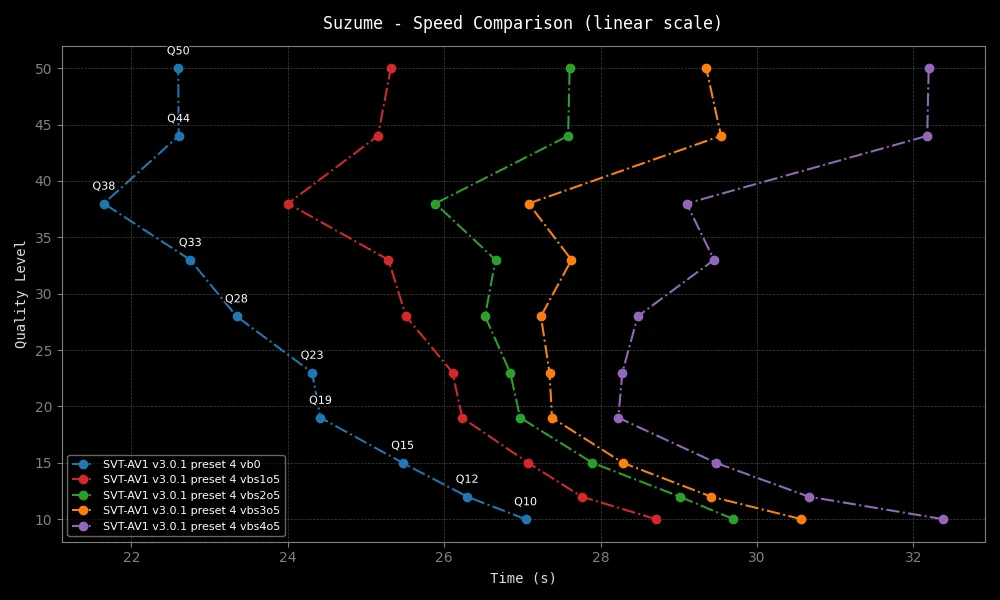 Suzume - Speed Comparison (linear scale)
Quality Level
50
45
40
35
30
25
20
15
10
Q50
Q44
Q38
Q33
Q28
Q23
Q19
Q15
Q12
Q10
SVT-AV1 v3.0.1 preset 4 vb0
SVT-AV1 v3.0.1 preset 4 vbs1o5
SVT-AV1 v3.0.1 preset 4 vbs2o5
SVT-AV1 v3.0.1 preset 4 vbs3o5
SVT-AV1 v3.0.1 preset 4 vbs4o5
22 24 26 28 30 32
Time (s)